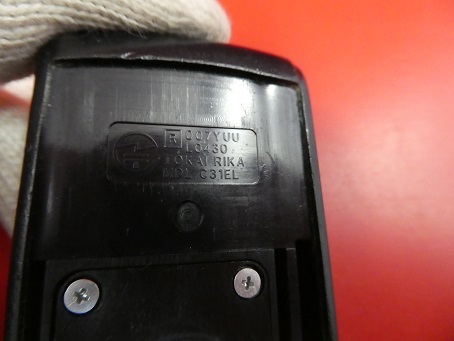 R 007YUU
L0430
TOKAI RIKA
MDL C31EL